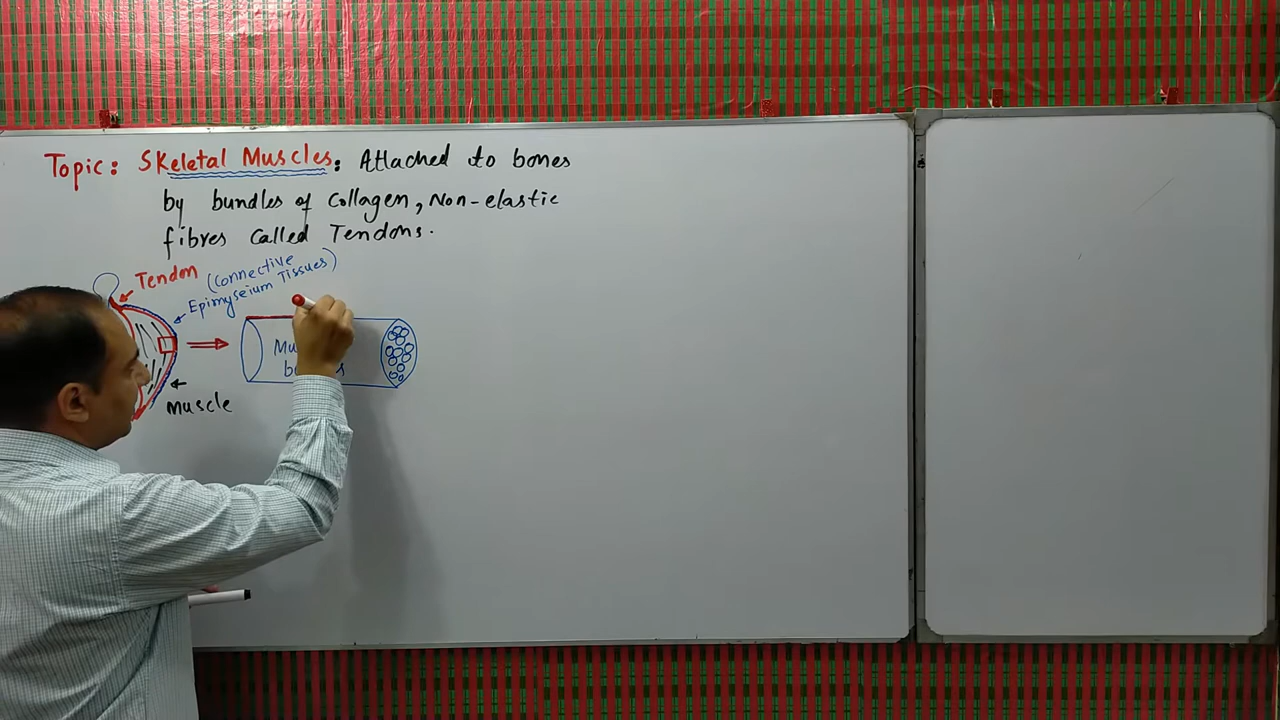 Topic: Skeletal Muscles: Attached to bones
by bundles of Collagen, Non-elastic
fibres called Tendons.
Tendon
(Connective
Tissues)
Epimyseium
Muscle